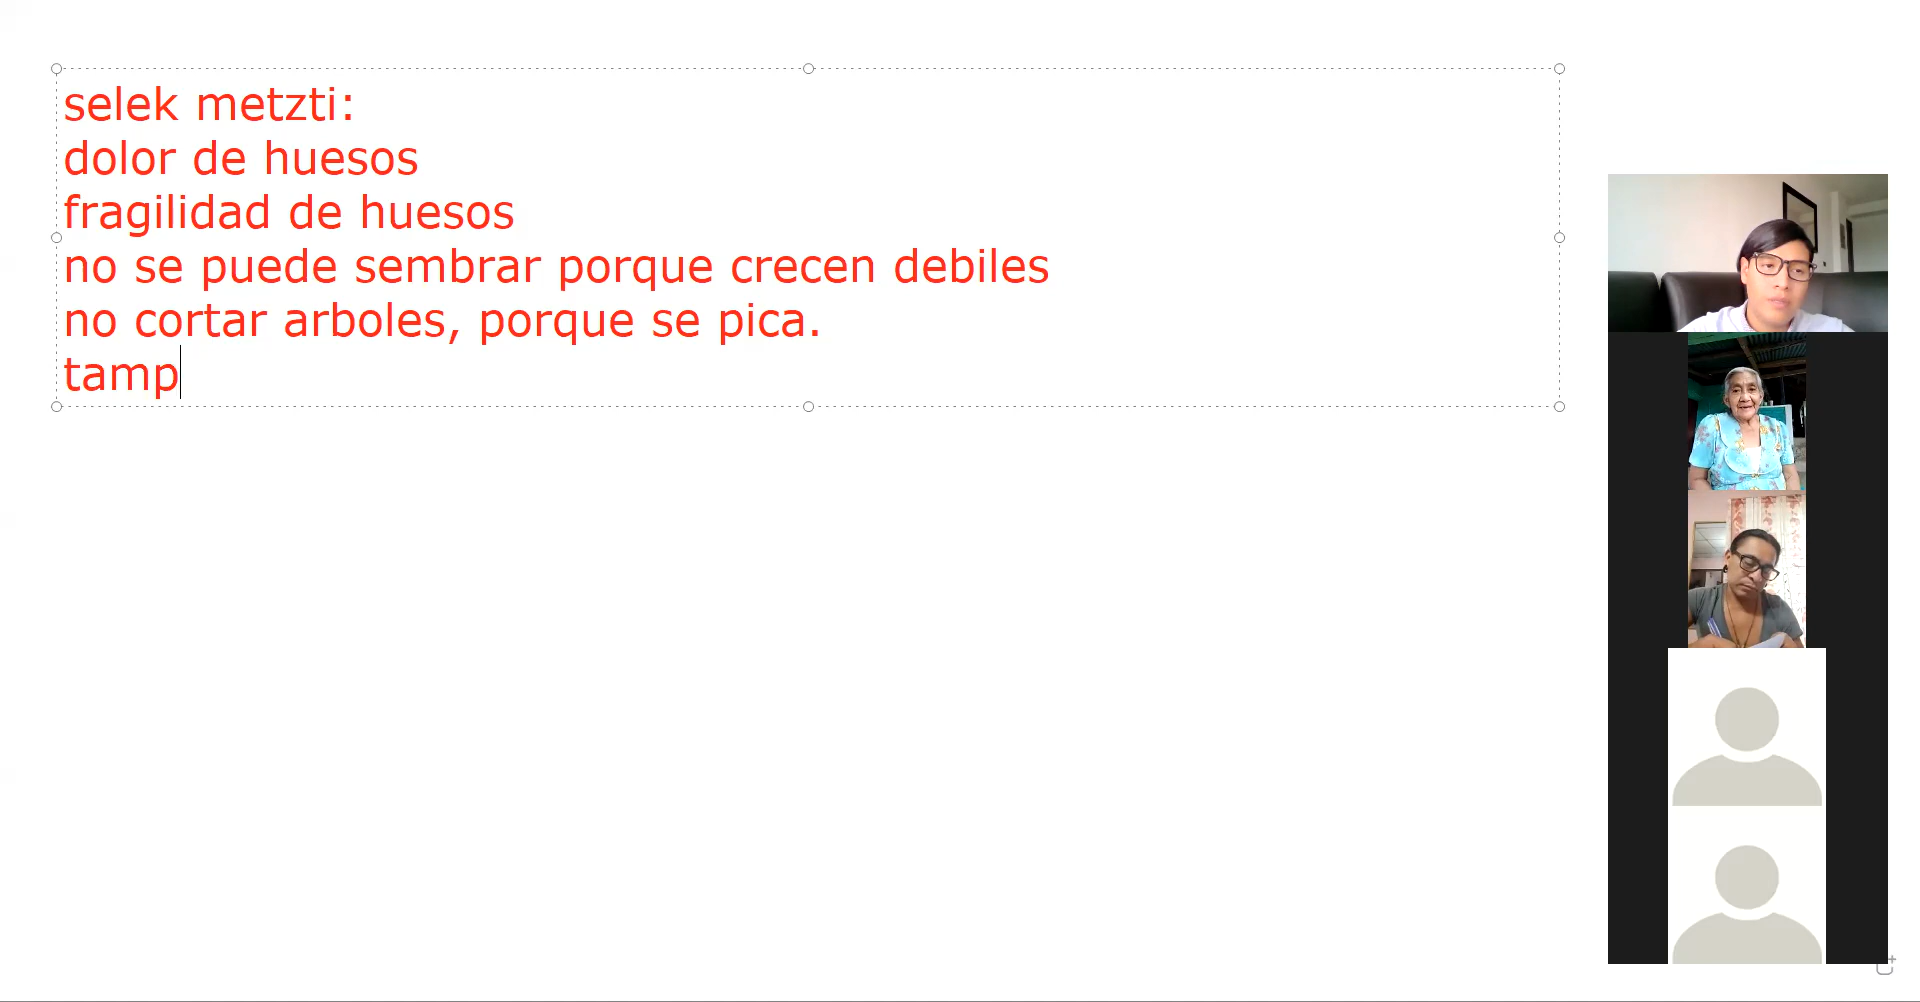 selek metzti:
dolor de huesos
fragilidad de huesos
no se puede sembrar porque crecen debiles
no cortar arboles, porque se pica.
tamp